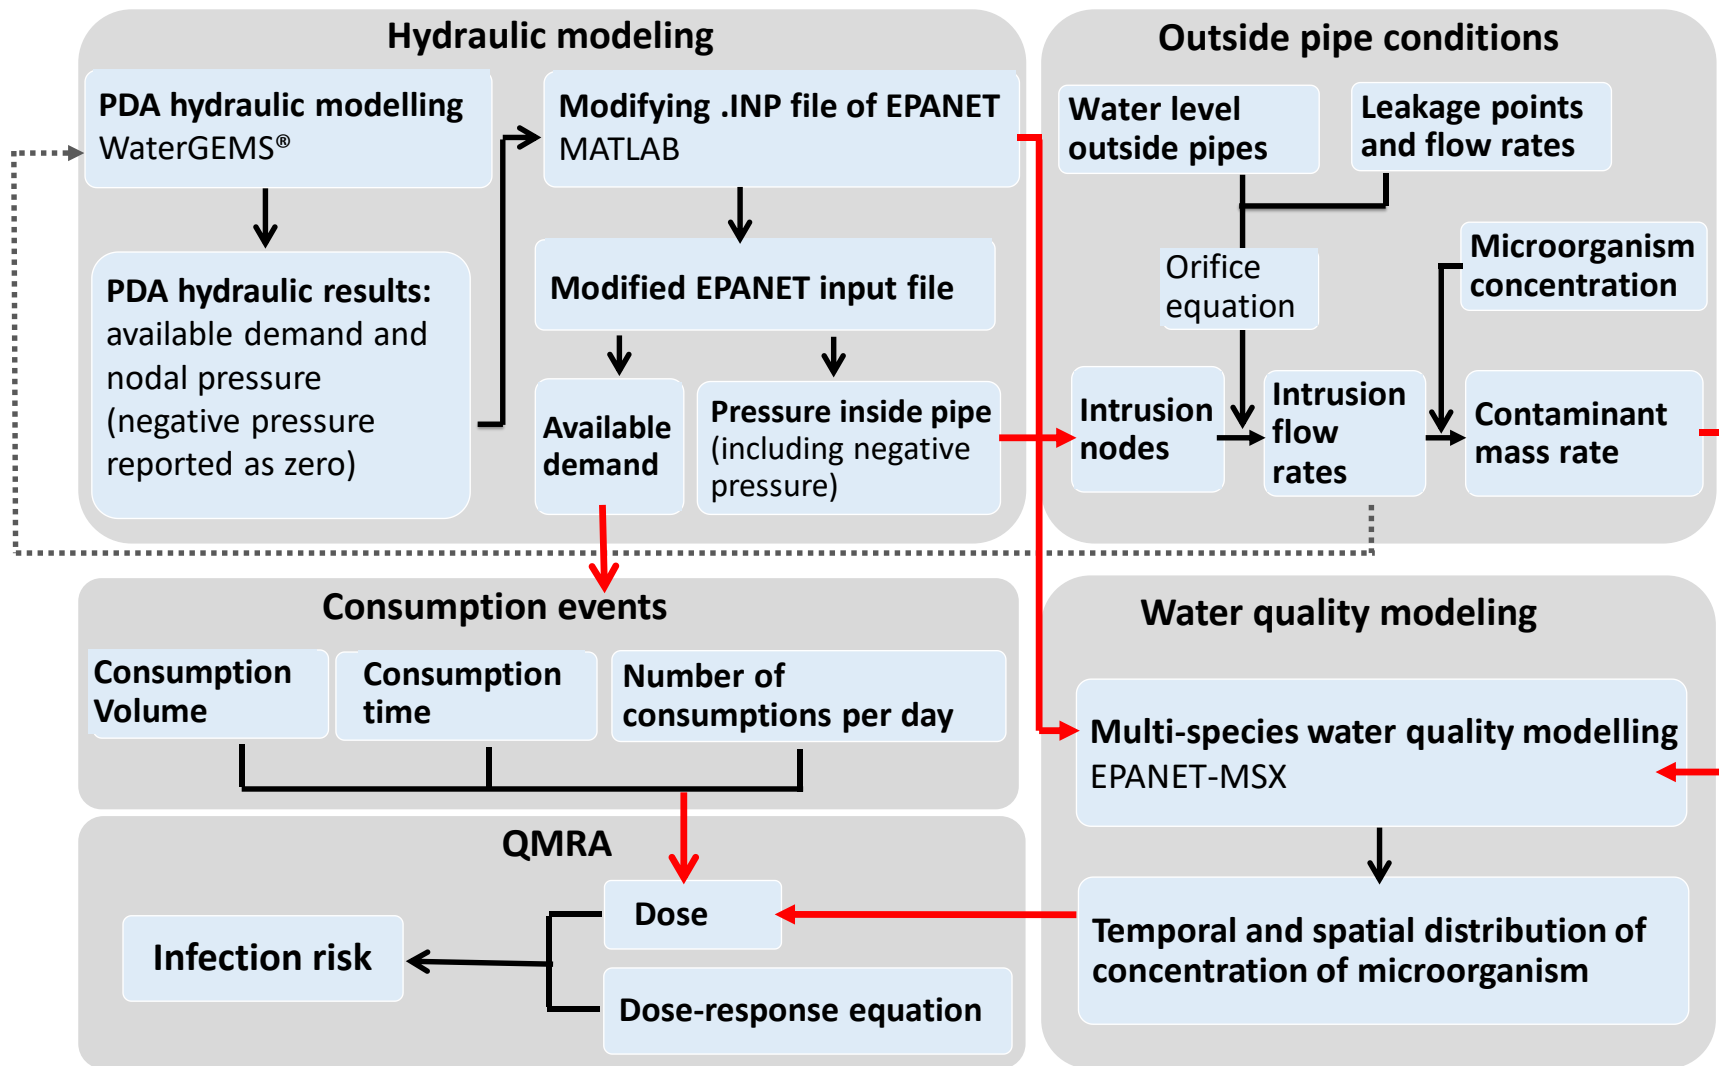 Hydraulic modeling
PDA hydraulic modelling
WaterGEMS®
Modifying .INP file of EPANET
MATLAB
PDA hydraulic results:
available demand and
nodal pressure
(negative pressure
reported as zero)
Modified EPANET input file
Available
demand
Pressure inside pipe
(including negative
pressure)
Outside pipe conditions
Water level
outside pipes
Leakage points
and flow rates
Orifice
equation
Microorganism
concentration
Intrusion
nodes
Intrusion
flow
rates
Contaminant
mass rate
Consumption events
Consumption
Volume
Consumption
time
Number of
consumptions per day
Water quality modeling
Multi-species water quality modelling
EPANET-MSX
Temporal and spatial distribution of
concentration of microorganism
QMRA
Dose
Infection risk
Dose-response equation